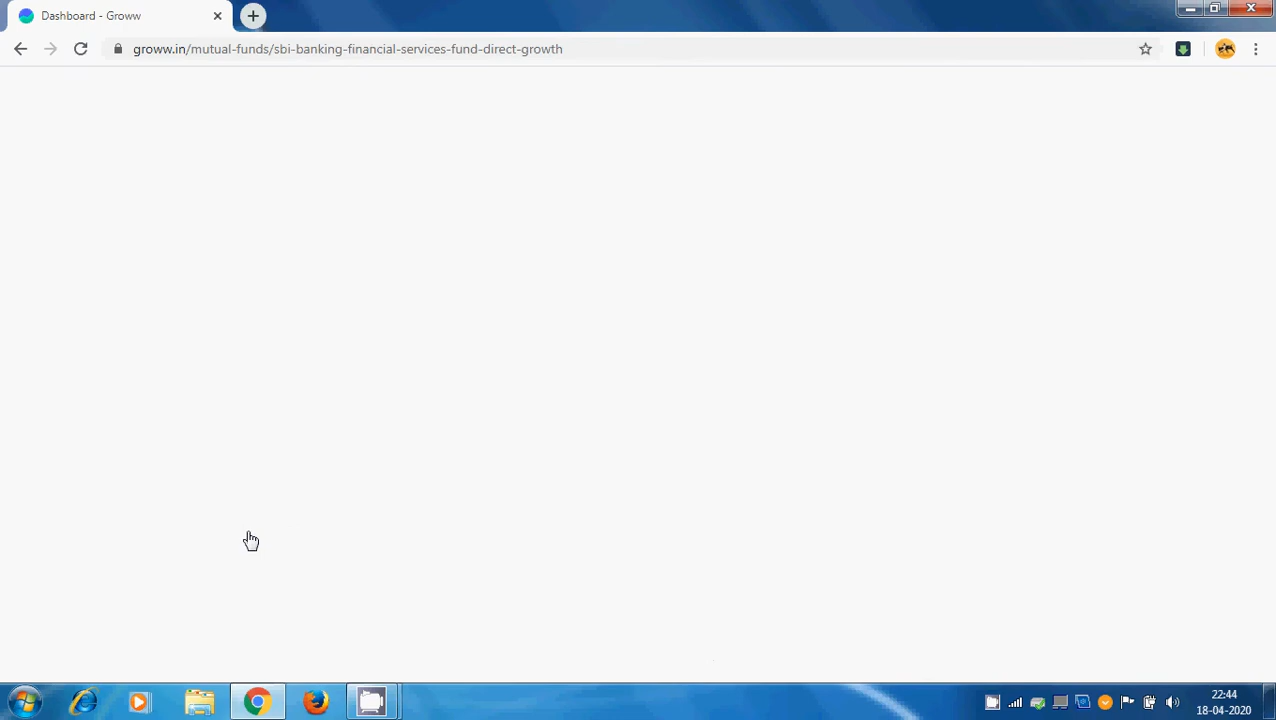 Dashboard - Groww
groww.in/mutual-funds/sbi-banking-financial-services-fund-direct-growth
22:44
18-04-2020